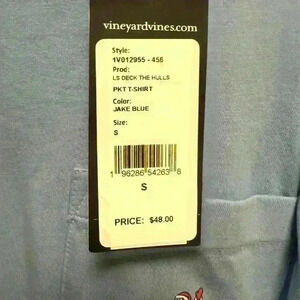 vineyardvines.com
Style:
1V012955 - 456
Prod:
LS DECK THE HULLS
PKT T-SHIRT
Color:
JAKE BLUE
Size:
S
1 96286 54263 8
S
PRICE: $48.00